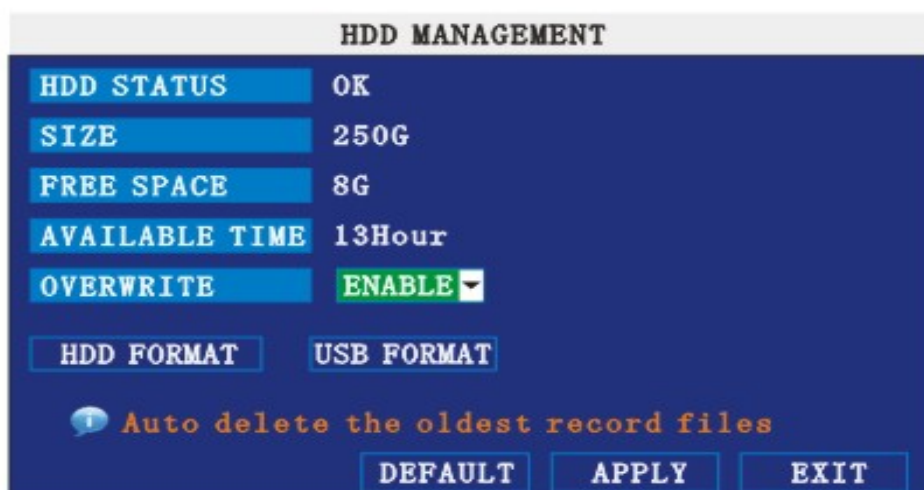 HDD MANAGEMENT
HDD STATUS OK
SIZE 250G
FREE SPACE 8G
AVAILABLE TIME 13Hour
OVERWRITE ENABLE
HDD FORMAT USB FORMAT
Auto delete the oldest record files
DEFAULT APPLY EXIT